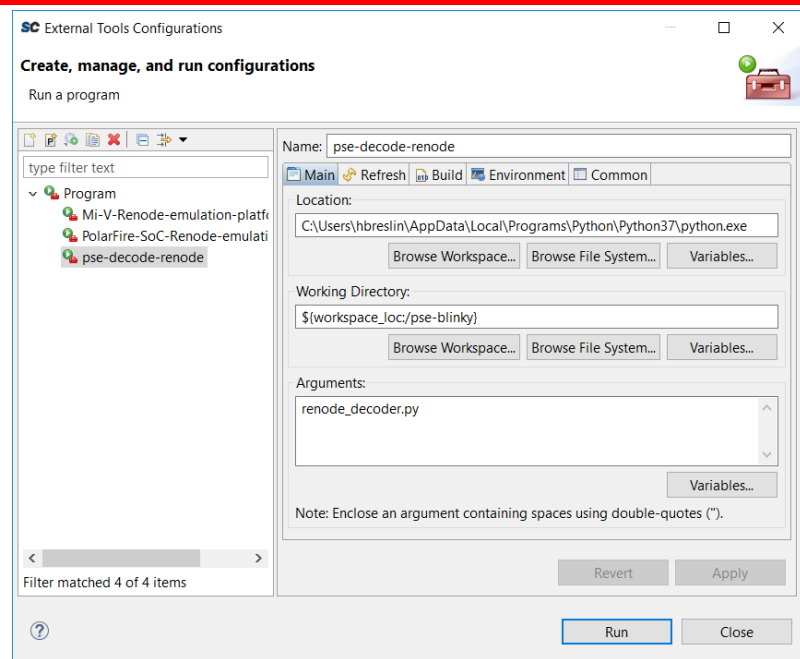 SC External Tools Configurations
Create, manage, and run configurations
Run a program
type filter text
Program
Mi-V-Renode-emulation-platfo
PolarFire-SoC-Renode-emulati
pse-decode-renode
Filter matched 4 of 4 items
Name: pse-decode-renode
Main Refresh Build Environment Common
Location:
C:\Users\hbreslin\AppData\Local\Programs\Python\Python37\python.exe
Browse Workspace... Browse File System... Variables...
Working Directory:
${workspace_loc:/pse-blinky}
Browse Workspace... Browse File System... Variables...
Arguments:
renode_decoder.py
Variables...
Note: Enclose an argument containing spaces using double-quotes (").
Revert Apply
? Run Close